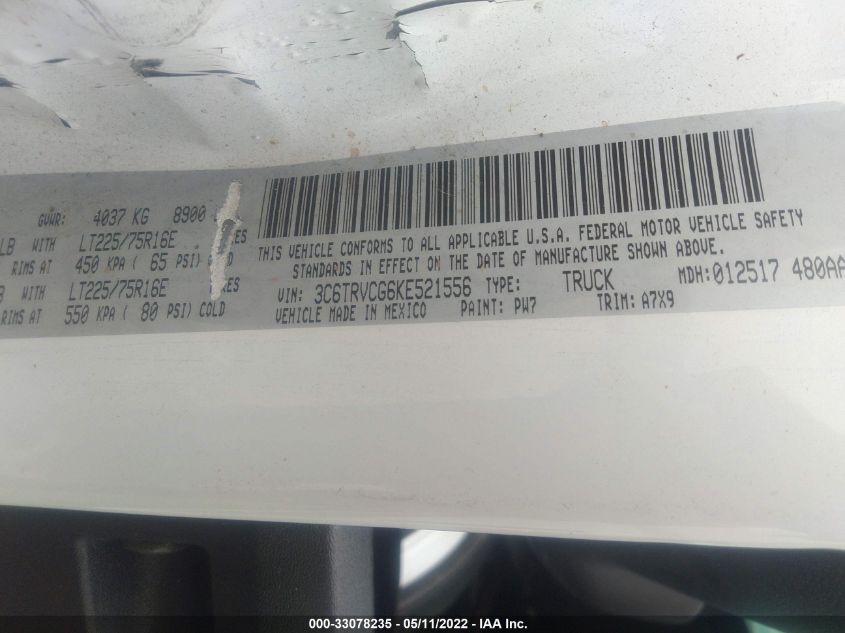 GVWR: 4037 KG 8900
LB WITH LT225/75R16E
RIMS AT 450 KPA ( 65 PSI)
WITH LT225/75R16E
RIMS AT 550 KPA ( 80 PSI) COLD
THIS VEHICLE CONFORMS TO ALL APPLICABLE U.S.A. FEDERAL MOTOR VEHICLE SAFETY
STANDARDS IN EFFECT ON THE DATE OF MANUFACTURE SHOWN ABOVE.
VIN: 3C6TRVCG6KE521556 TYPE: TRUCK MDH:012517 480AA
VEHICLE MADE IN MEXICO PAINT: PW7 TRIM: A7X9
000-33078235 - 05/11/2022 - IAA Inc.